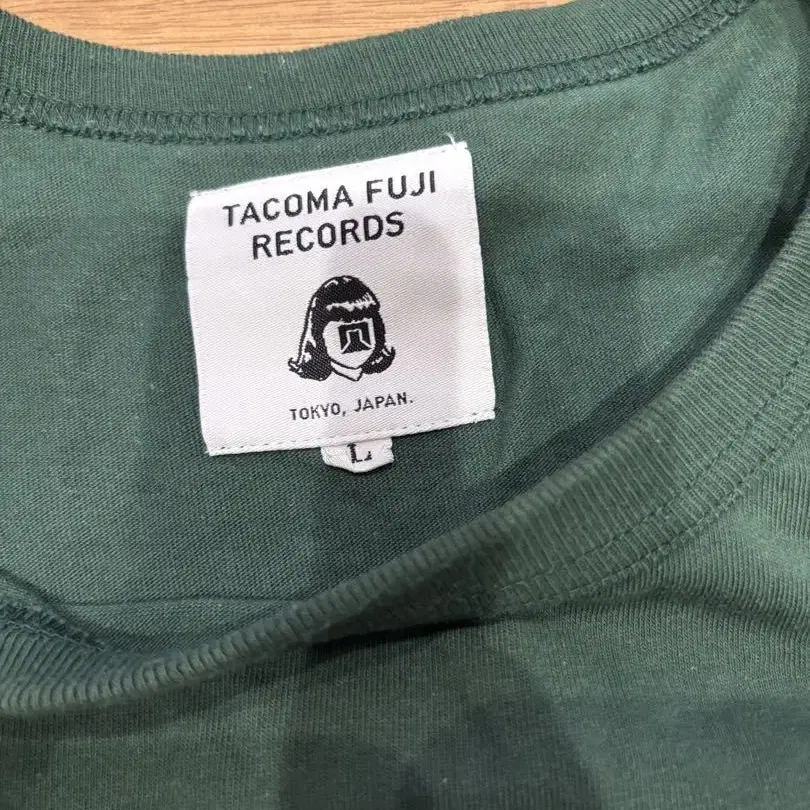 TACOMA FUJI
RECORDS
TOKYO, JAPAN.
L